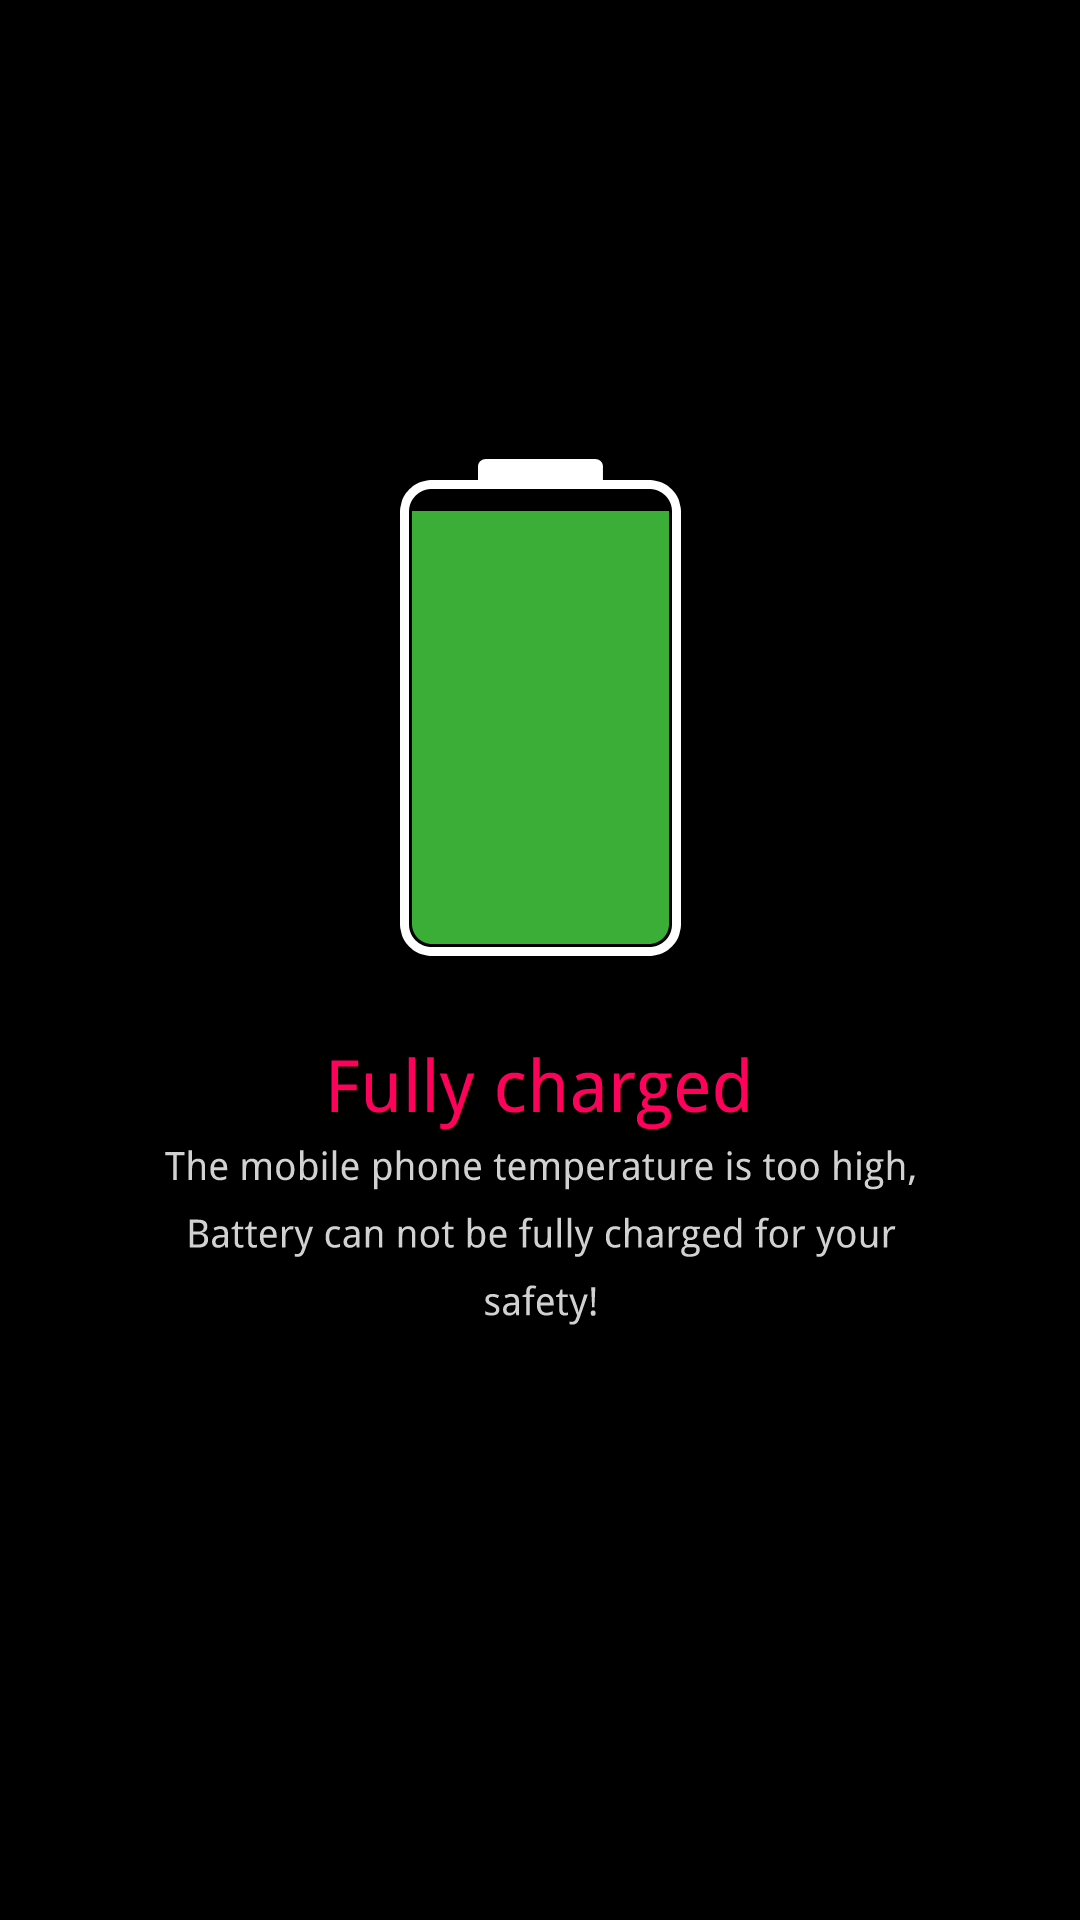 Fully charged
The mobile phone temperature is too high,
Battery can not be fully charged for your
safety!